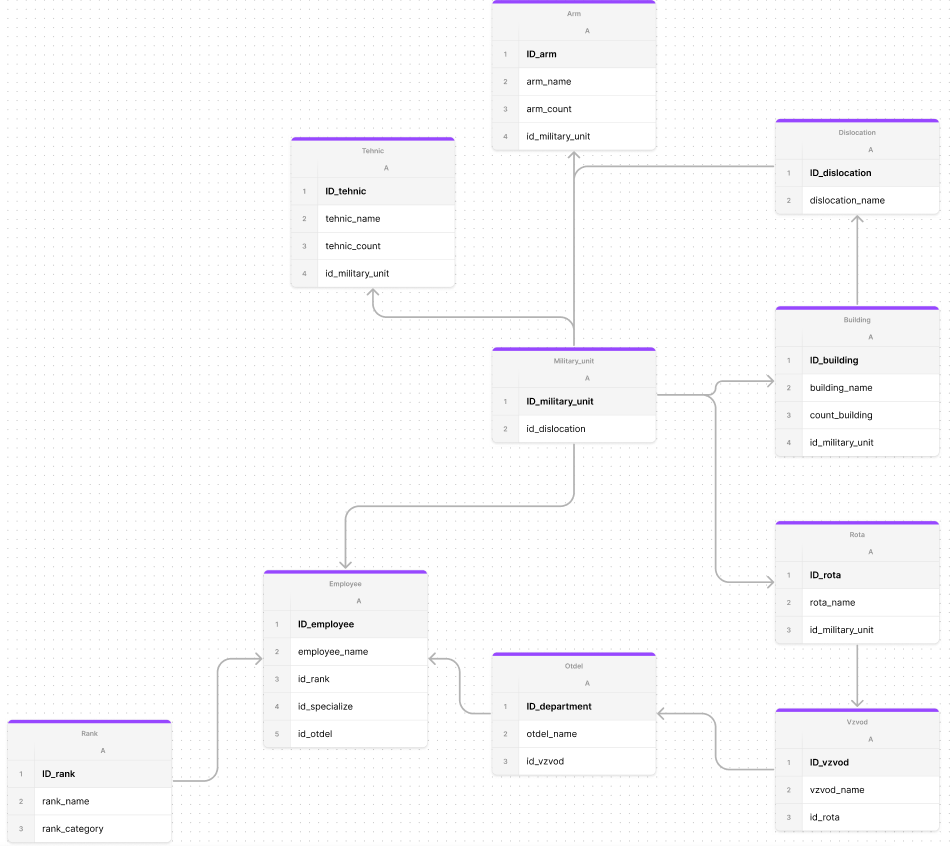 Arm
A
1 ID_arm
2 arm_name
3 arm_count
4 id_military_unit
Dislocation
A
1 ID_dislocation
2 dislocation_name
Tehnic
A
1 ID_tehnic
2 tehnic_name
3 tehnic_count
4 id_military_unit
Building
A
1 ID_building
2 building_name
3 count_building
4 id_military_unit
Military_unit
A
1 ID_military_unit
2 id_dislocation
Rota
A
1 ID_rota
2 rota_name
3 id_military_unit
Employee
A
1 ID_employee
2 employee_name
3 id_rank
4 id_specialize
5 id_otdel
Otdel
A
1 ID_department
2 otdel_name
3 id_vzvod
Vzvod
A
1 ID_vzvod
2 vzvod_name
3 id_rota
Rank
A
1 ID_rank
2 rank_name
3 rank_category